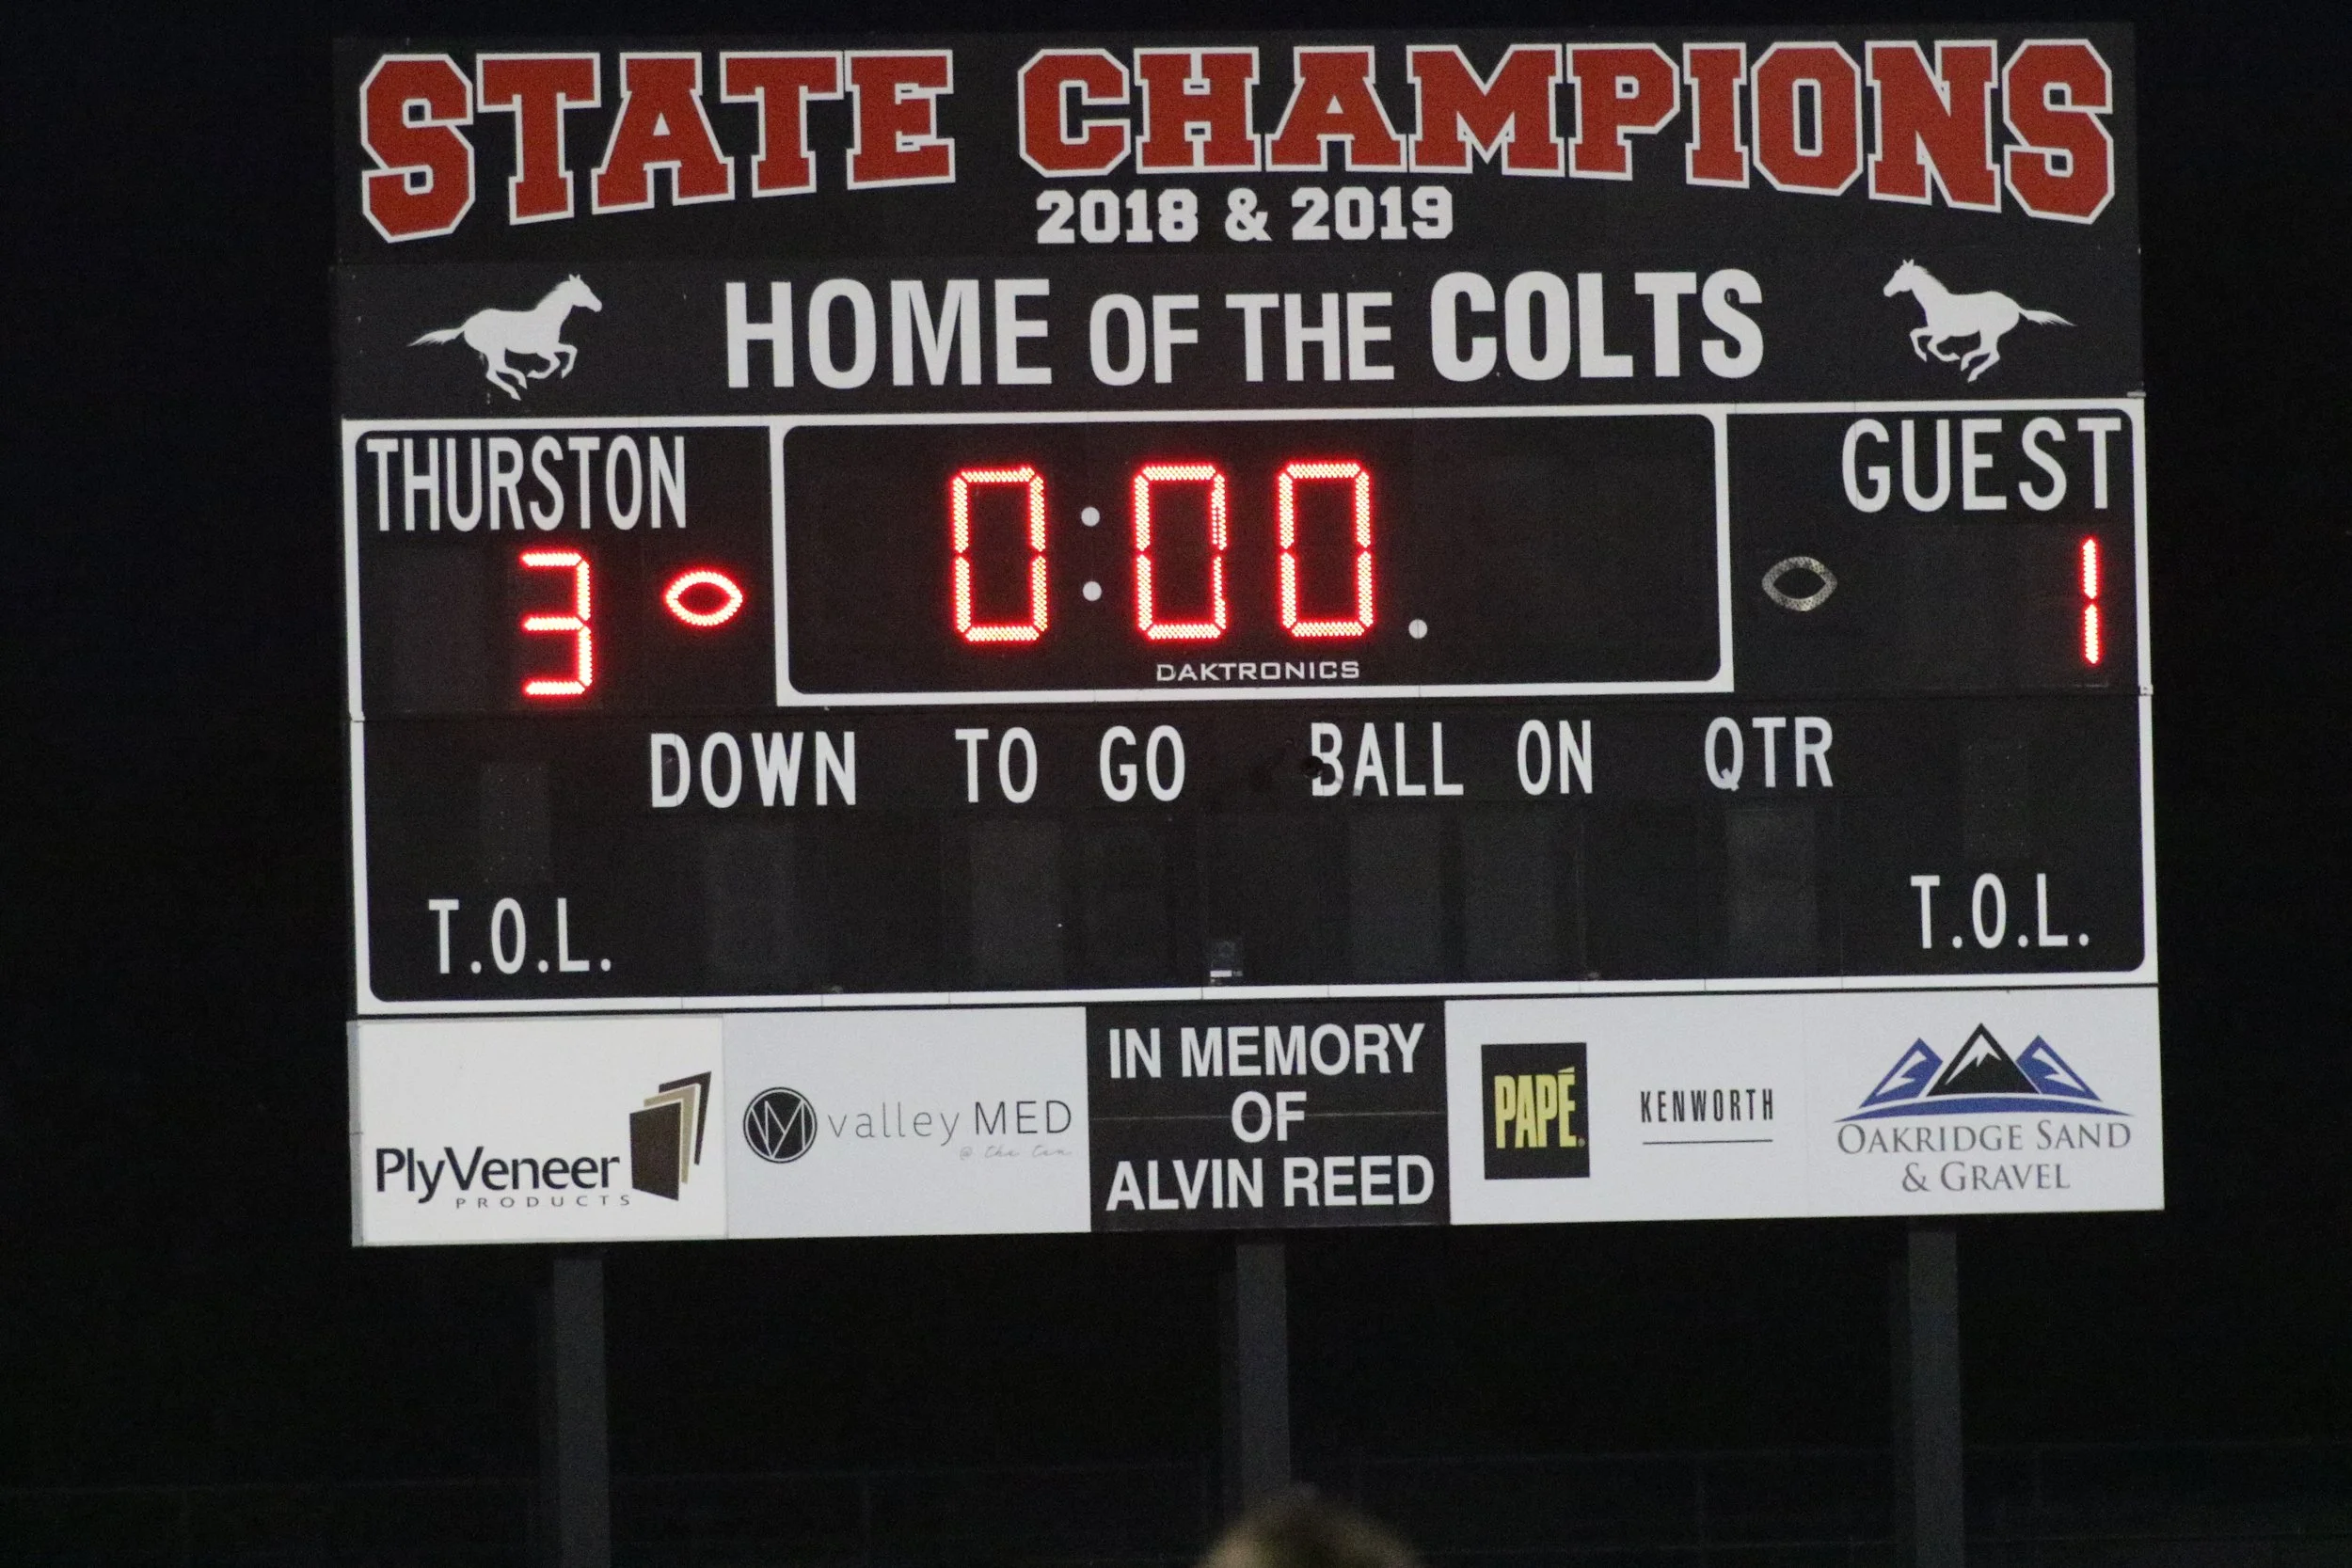 STATE CHAMPIONS
2018 & 2019
HOME OF THE COLTS
THURSTON
0:00.
GUEST
3
1
DAKTRONICS
DOWN TO GO BALL ON QTR
T.O.L.
T.O.L.
PlyVeneer
PRODUCTS
valley MED
@ the
IN MEMORY
OF
ALVIN REED
PAPÉ
KENWORTH
OAKRIDGE SAND
& GRAVEL